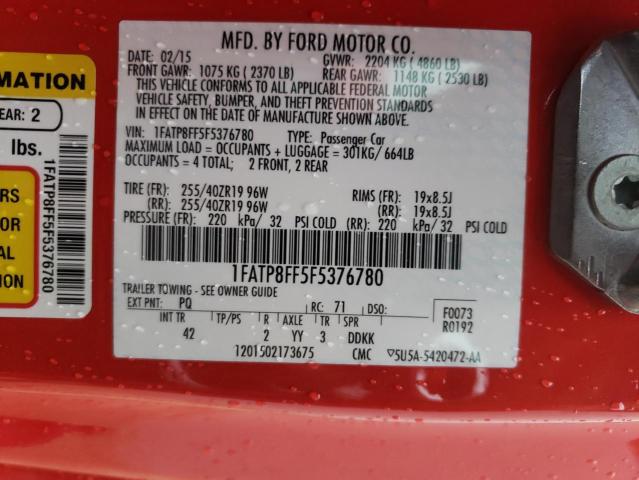 MFD. BY FORD MOTOR CO.
DATE: 02/15
GVWR: 2204 KG ( 4860 LB)
FRONT GAWR: 1075 KG ( 2370 LB)
REAR GAWR: 1148 KG ( 2530 LB)
THIS VEHICLE CONFORMS TO ALL APPLICABLE FEDERAL MOTOR
VEHICLE SAFETY, BUMPER, AND THEFT PREVENTION STANDARDS
IN EFFECT ON THE DATE OF MANUFACTURE SHOWN ABOVE.
VIN: 1FATP8FF5F5376780 TYPE: Passenger Car
MAXIMUM LOAD = OCCUPANTS + LUGGAGE = 301KG/ 664LB
OCCUPANTS = 4 TOTAL; 2 FRONT, 2 REAR
TIRE (FR): 255/40ZR19 96W RIMS (FR): 19x8.5J
(RR): 255/40ZR19 96W (RR): 19x8.5J
PRESSURE (FR): 220 kPa/ 32 PSI COLD (RR): 220 kPa/ 32 PSI COLD
1FATP8FF5F5376780
TRAILER TOWING - SEE OWNER GUIDE
EXT PNT: PQ RC: 71 DSO:
F0073
R0192
INT TR TP/PS R AXLE TR SPR
42 2 YY 3 DDKK
1201502173675 CMC ▽5U5A-5420472-AA
RMATION
EAR: 2
lbs.
1FATP8FF5F5376780
RS
OR
AL
ON